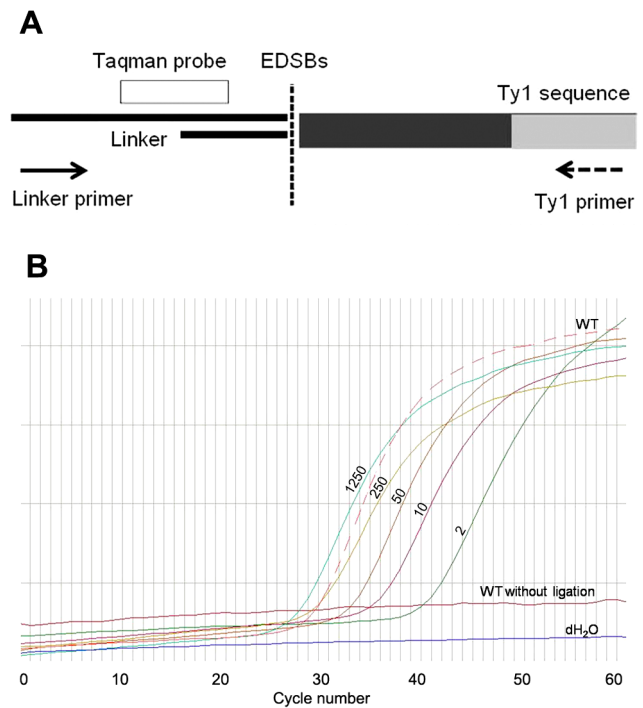 A
Taqman probe
EDSBs
Ty1 sequence
Linker
Linker primer
Ty1 primer
B
WT
1250
250
50
10
2
WT without ligation
dH₂O
0 10 20 30 40 50 60
Cycle number